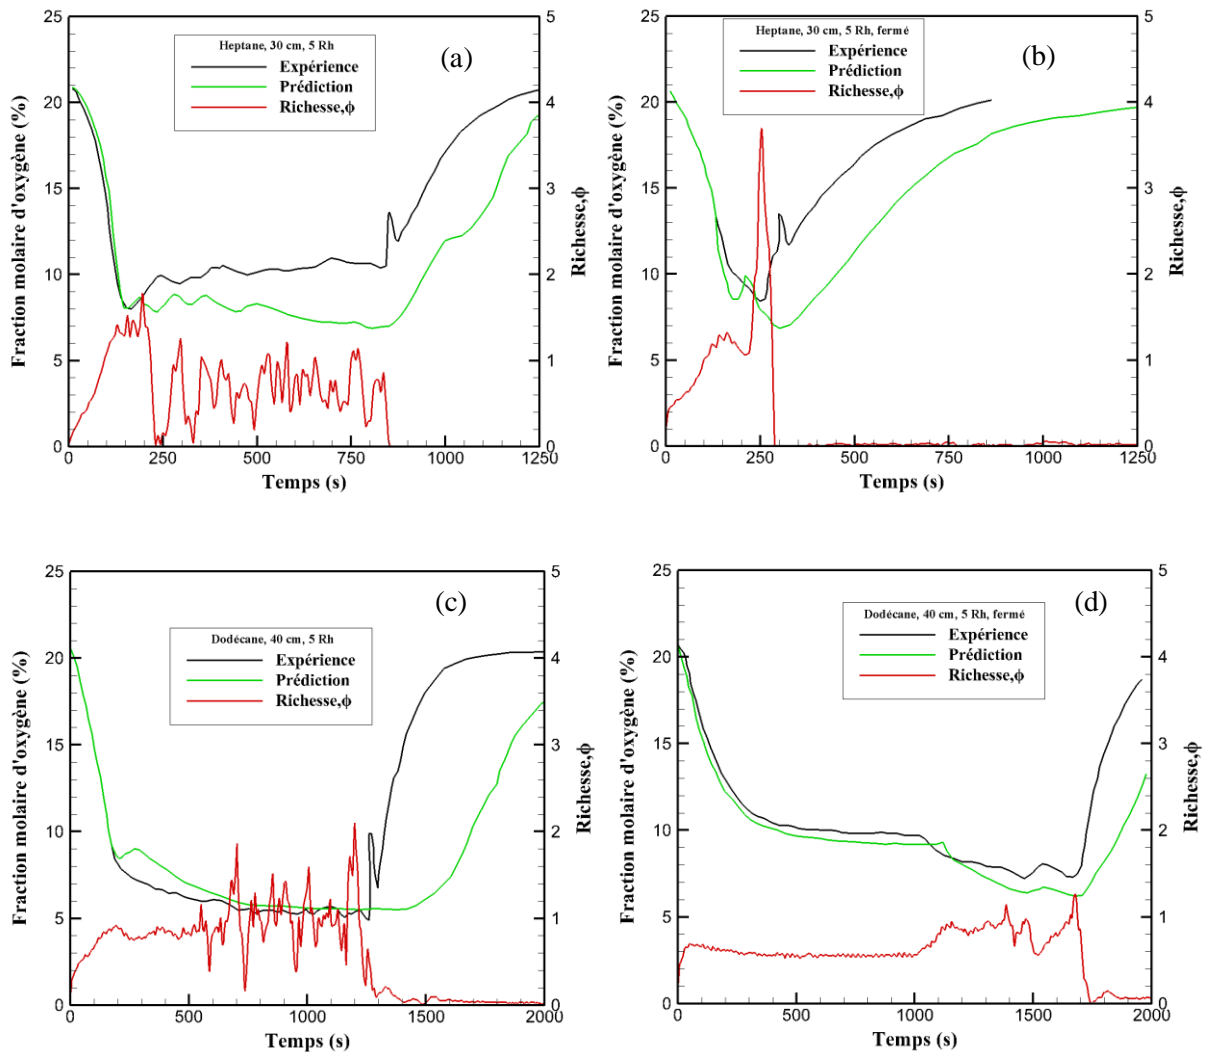 Heptane, 30 cm, 5 Rh
Expérience
Prédiction
Richesse,ϕ
(a)
Fraction molaire d'oxygène (%)
25
20
15
10
5
0
5
4
3
2
1
0
Richesse,ϕ
0 250 500 750 1000 1250
Temps (s)
Heptane, 30 cm, 5 Rh, fermé
Expérience
Prédiction
Richesse,ϕ
(b)
Fraction molaire d'oxygène (%)
25
20
15
10
5
0
5
4
3
2
1
0
Richesse,ϕ
0 250 500 750 1000 1250
Temps (s)
Dodécane, 40 cm, 5 Rh
Expérience
Prédiction
Richesse,ϕ
(c)
Fraction molaire d'oxygène (%)
25
20
15
10
5
0
5
4
3
2
1
0
Richesse,ϕ
0 500 1000 1500 2000
Temps (s)
Dodécane, 40 cm, 5 Rh, fermé
Expérience
Prédiction
Richesse,ϕ
(d)
Fraction molaire d'oxygène (%)
25
20
15
10
5
0
5
4
3
2
1
0
Richesse,ϕ
0 500 1000 1500 2000
Temps (s)